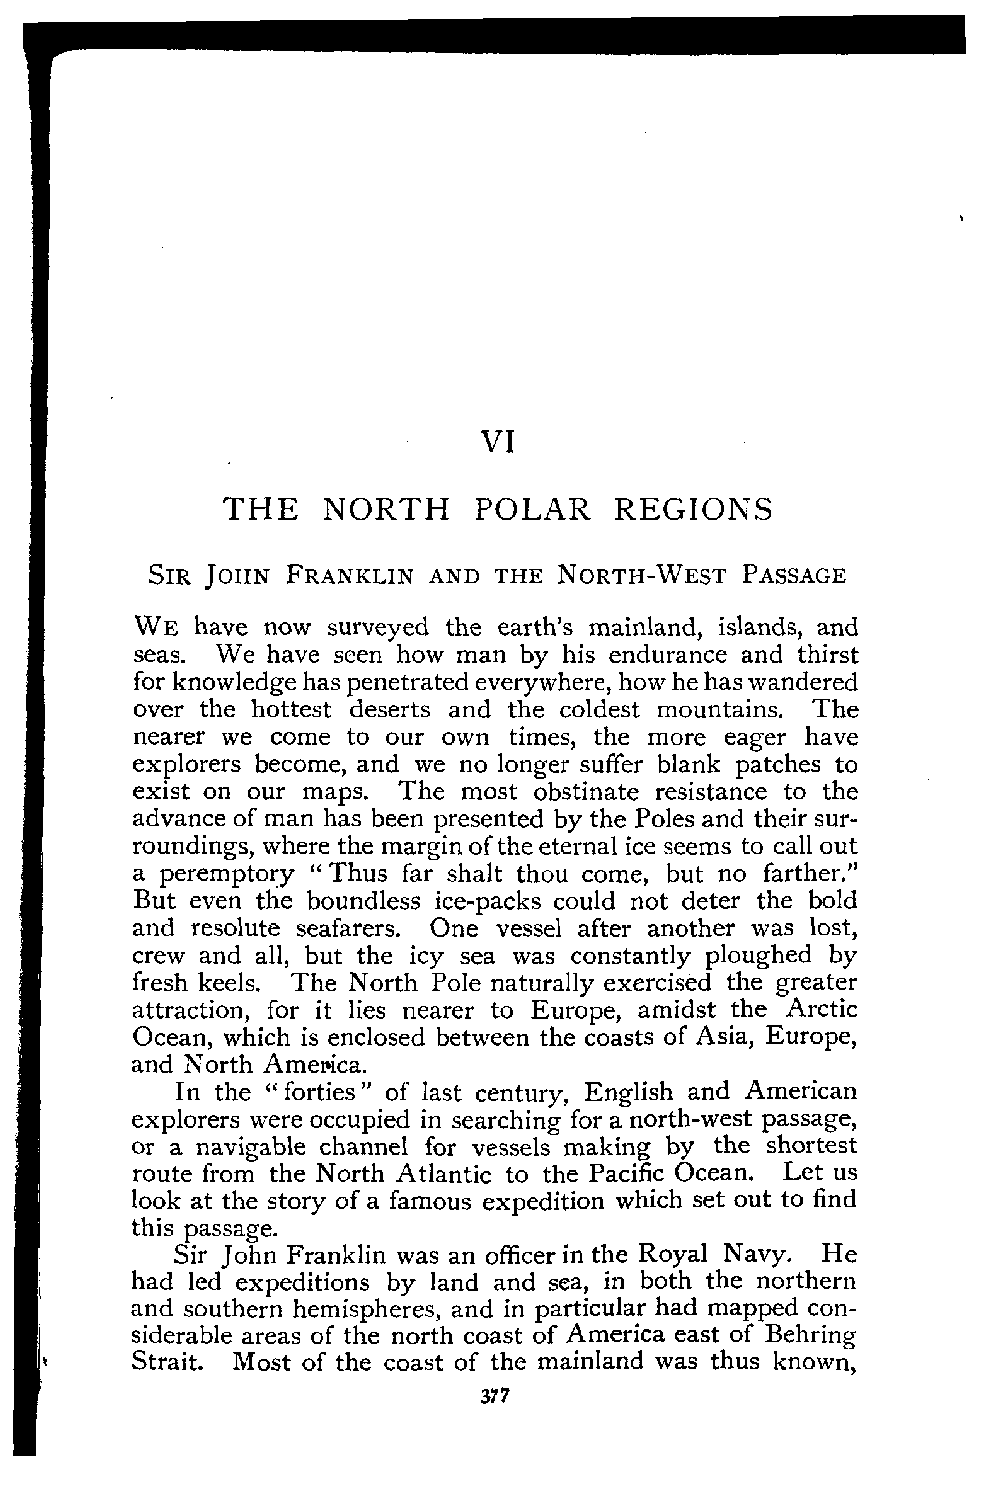 VI
THE NORTH POLAR REGIONS
SIR JOHN FRANKLIN AND THE NORTH-WEST PASSAGE
WE have now surveyed the earth's mainland, islands, and
seas. We have seen how man by his endurance and thirst
for knowledge has penetrated everywhere, how he has wandered
over the hottest deserts and the coldest mountains. The
nearer we come to our own times, the more eager have
explorers become, and we no longer suffer blank patches to
exist on our maps. The most obstinate resistance to the
advance of man has been presented by the Poles and their sur-
roundings, where the margin of the eternal ice seems to call out
a peremptory "Thus far shalt thou come, but no farther."
But even the boundless ice-packs could not deter the bold
and resolute seafarers. One vessel after another was lost,
crew and all, but the icy sea was constantly ploughed by
fresh keels. The North Pole naturally exercised the greater
attraction, for it lies nearer to Europe, amidst the Arctic
Ocean, which is enclosed between the coasts of Asia, Europe,
and North America.
In the "forties" of last century, English and American
explorers were occupied in searching for a north-west passage,
or a navigable channel for vessels making by the shortest
route from the North Atlantic to the Pacific Ocean. Let us
look at the story of a famous expedition which set out to find
this passage.
Sir John Franklin was an officer in the Royal Navy. He
had led expeditions by land and sea, in both the northern
and southern hemispheres, and in particular had mapped con-
siderable areas of the north coast of America east of Behring
Strait. Most of the coast of the mainland was thus known,
377